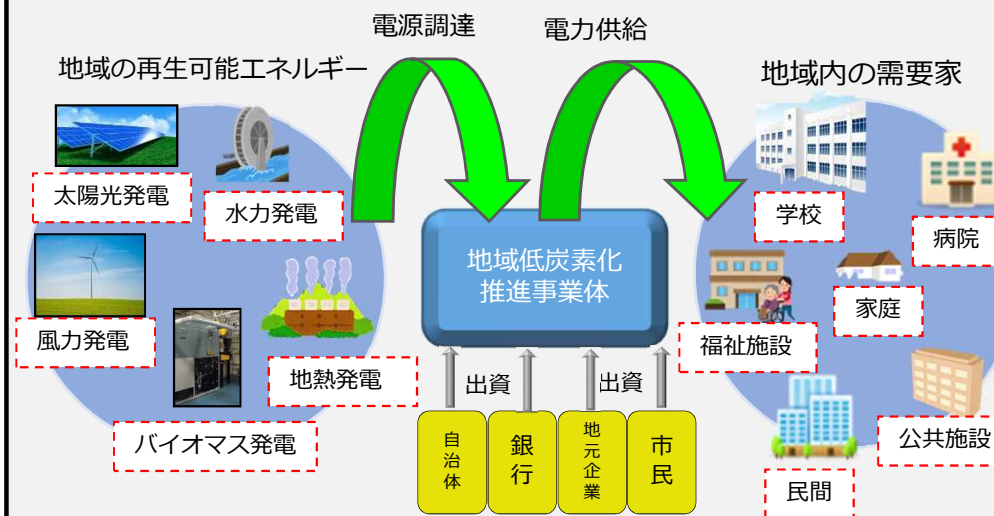 電源調達
電力供給
地域の再生可能エネルギー
地域内の需要家
太陽光発電
水力発電
風力発電
地熱発電
バイオマス発電
地域低炭素化
推進事業体
学校
病院
家庭
福祉施設
公共施設
民間
出資
出資
自治体
銀行
地元企業
市民